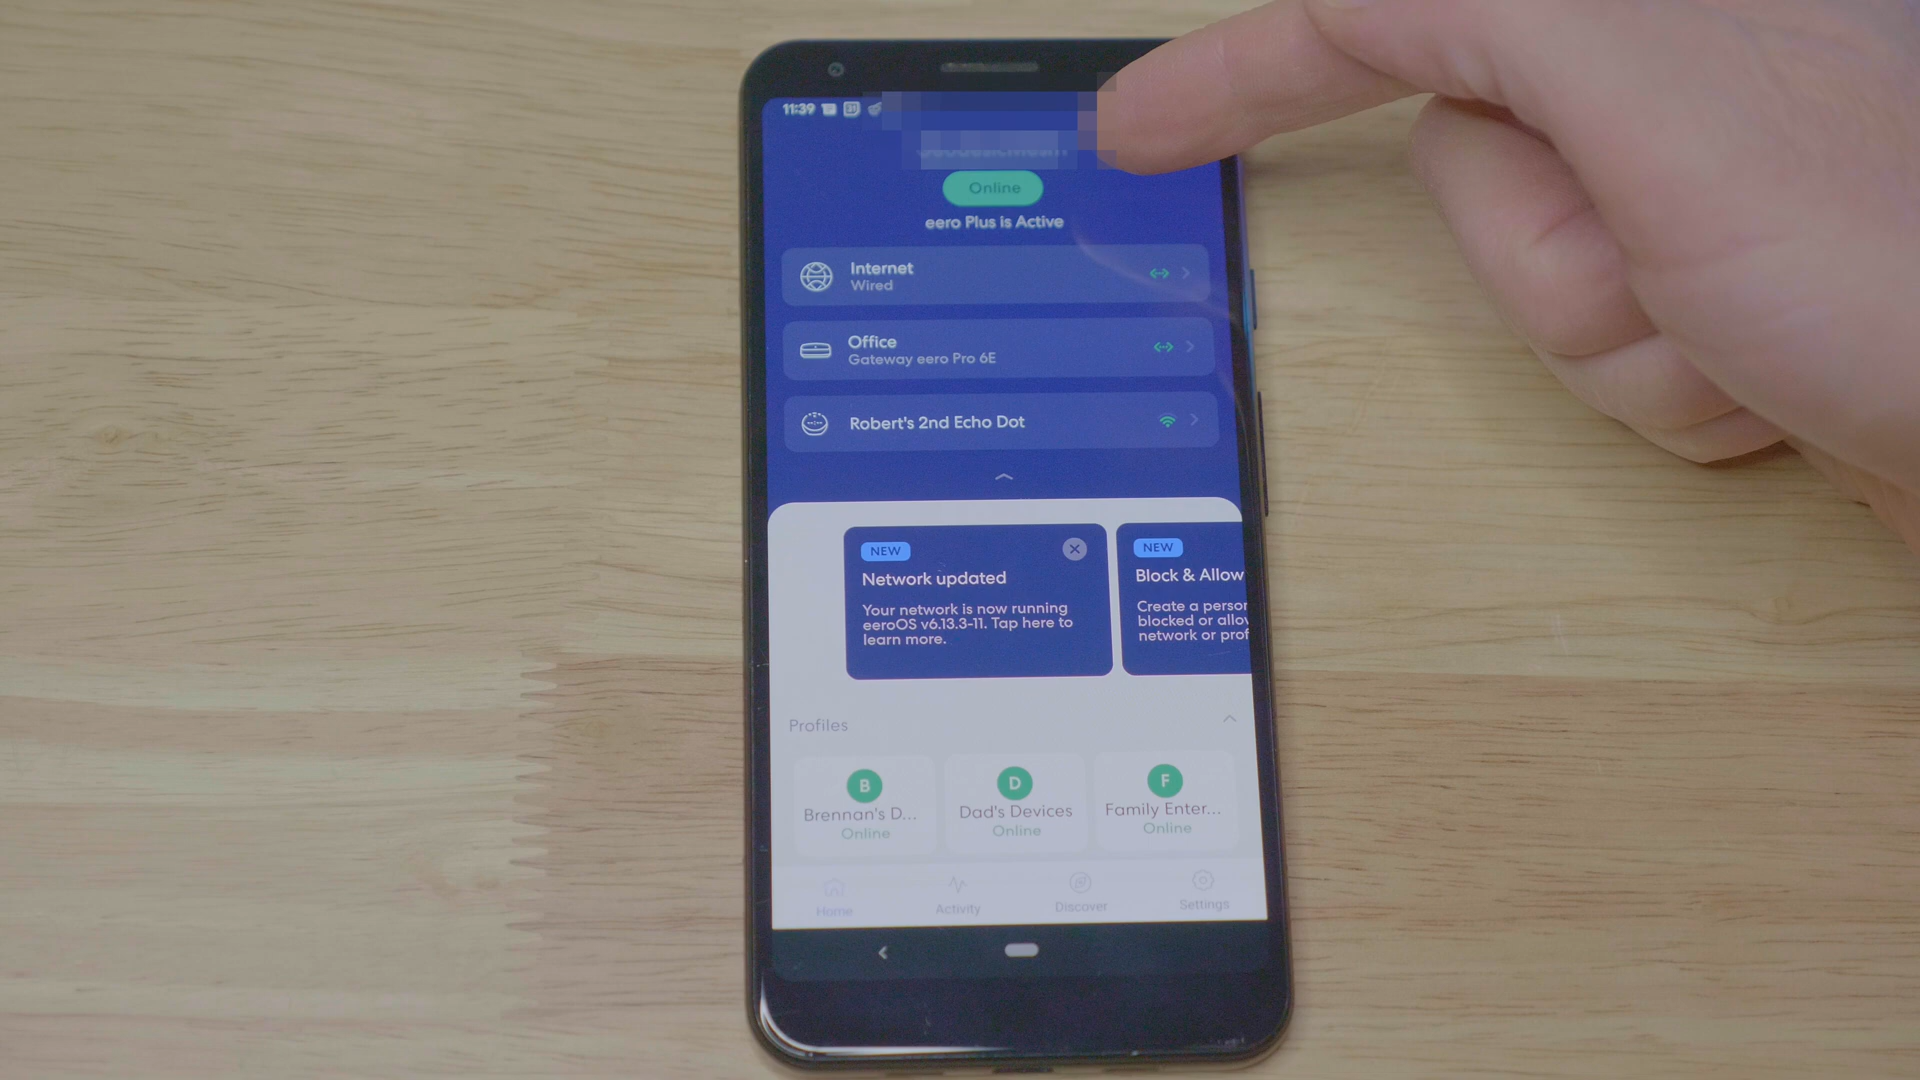 11:39
Online
eero Plus is Active
Internet
Wired
Office
Gateway eero Pro 6E
Robert's 2nd Echo Dot
NEW
Network updated
Your network is now running
eeroOS v6.13.3-11. Tap here to
learn more.
NEW
Block & Allow
Create a person
blocked or allow
network or prof
Profiles
B
Brennan's D...
Online
D
Dad's Devices
Online
F
Family Enter...
Online
Home
Activity
Discover
Settings